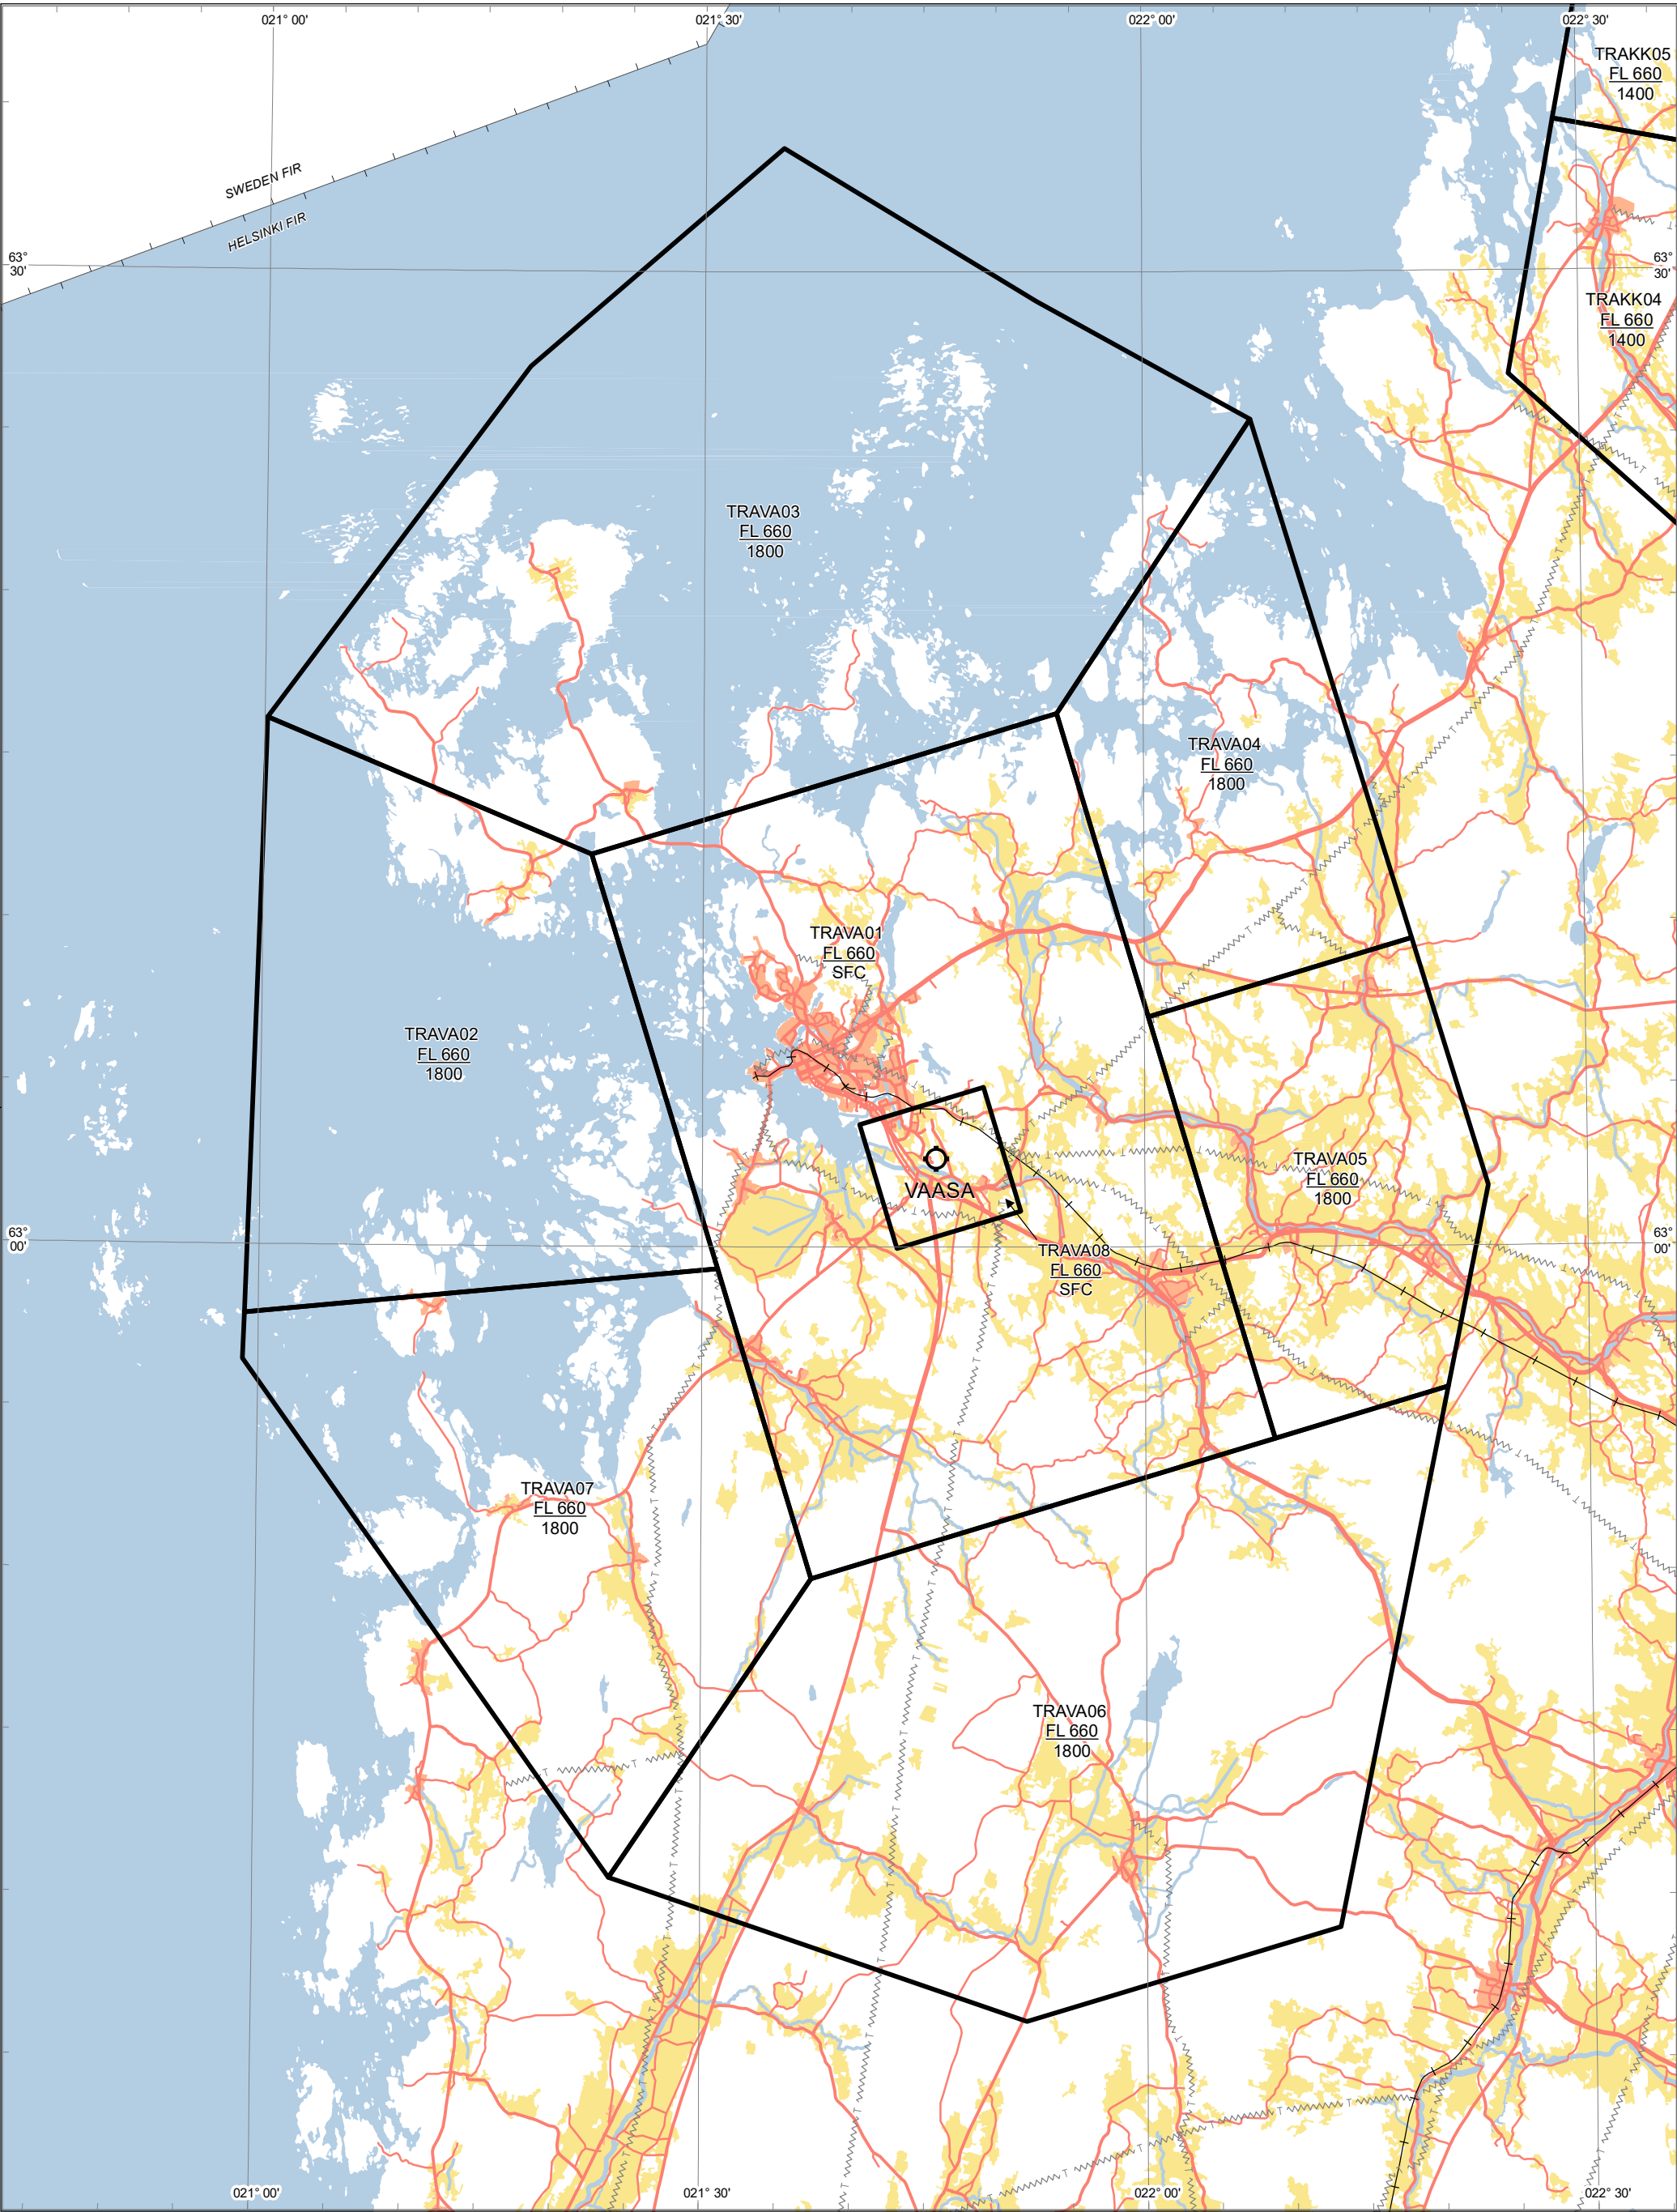 021° 00'
021° 30'
022° 00'
022° 30'
TRAKK05
FL 660
1400
SWEDEN FIR
HELSINKI FIR
63°
30'
63°
30'
TRAKK04
FL 660
1400
TRAVA03
FL 660
1800
TRAVA04
FL 660
1800
TRAVA01
FL 660
SFC
TRAVA02
FL 660
1800
TRAVA05
FL 660
1800
VAASA
63°
00'
63°
00'
TRAVA08
FL 660
SFC
TRAVA07
FL 660
1800
TRAVA06
FL 660
1800
021° 00'
021° 30'
022° 00'
022° 30'